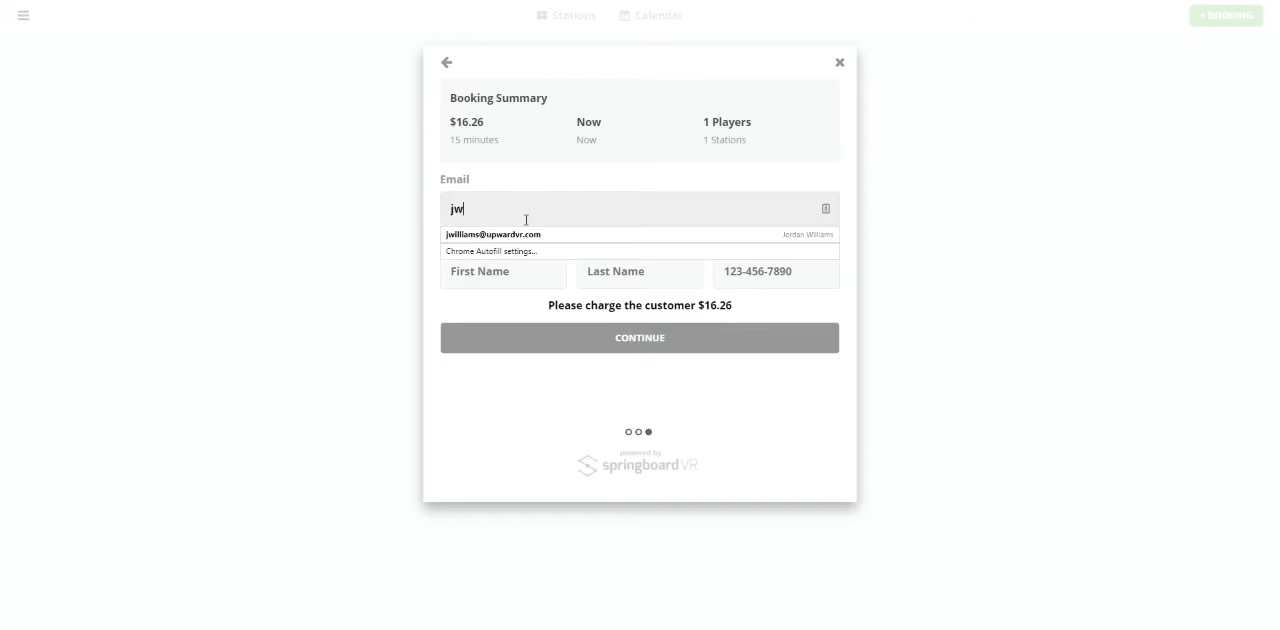 Stations Calendar
+ BOOKING
Booking Summary
$16.26 Now 1 Players
15 minutes Now 1 Stations
Email
jw
jwilliams@upwardvr.com Jordan Williams
Chrome Autofill settings...
First Name Last Name 123-456-7890
Please charge the customer $16.26
CONTINUE
powered by
springboardVR